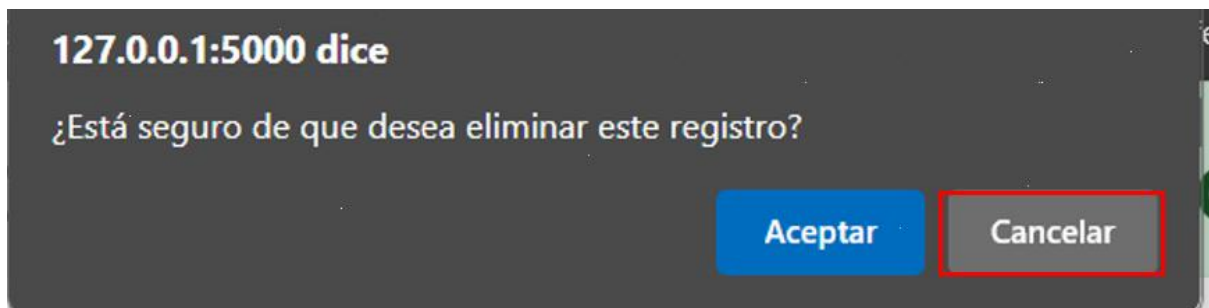 127.0.0.1:5000 dice
¿Está seguro de que desea eliminar este registro?
Aceptar Cancelar